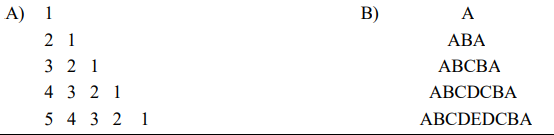 A) 1 B) A
2 1 ABA
3 2 1 ABCBA
4 3 2 1 ABCDCBA
5 4 3 2 1 ABCDEDCBA